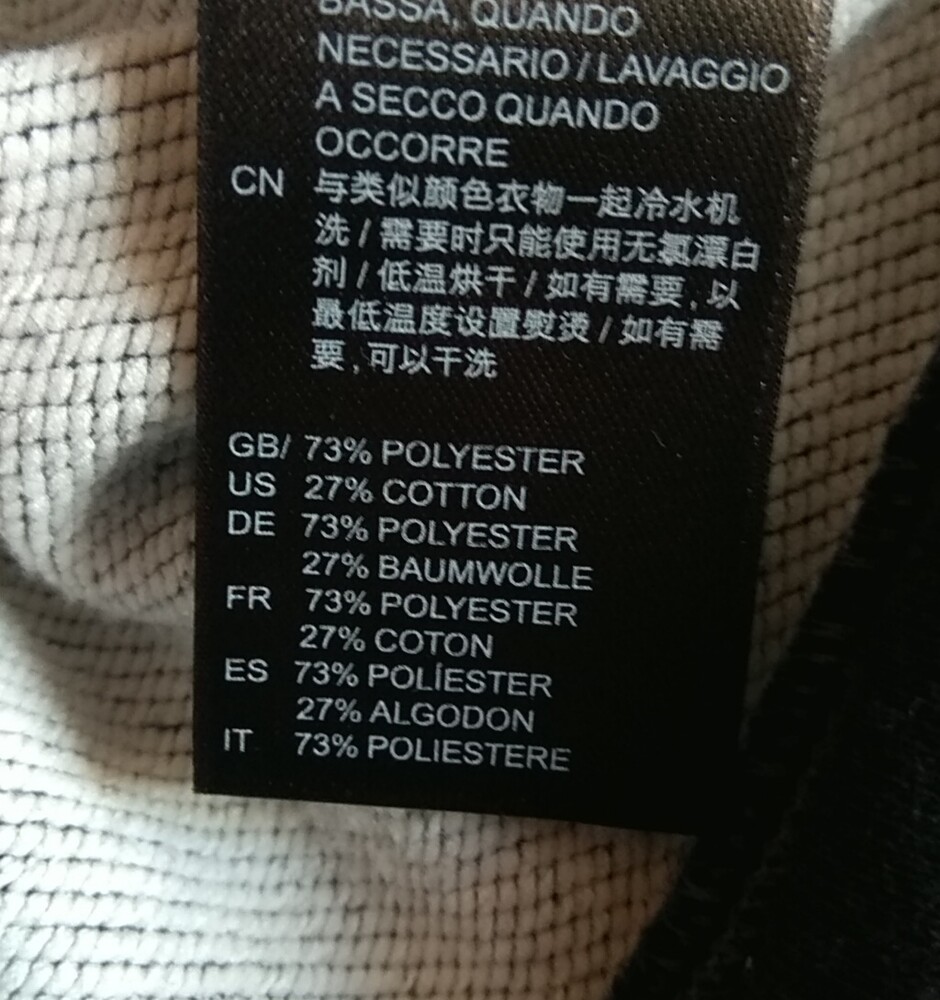 BASSA, QUANDO
NECESSARIO / LAVAGGIO
A SECCO QUANDO
OCCORRE
CN 与类似颜色衣物一起冷水机
洗 / 需要时只能使用无氯漂白
剂 / 低温烘干 / 如有需要, 以
最低温度设置熨烫 / 如有需
要, 可以干洗
GB/ 73% POLYESTER
US 27% COTTON
DE 73% POLYESTER
27% BAUMWOLLE
FR 73% POLYESTER
27% COTON
ES 73% POLÍESTER
27% ALGODON
IT 73% POLIESTERE